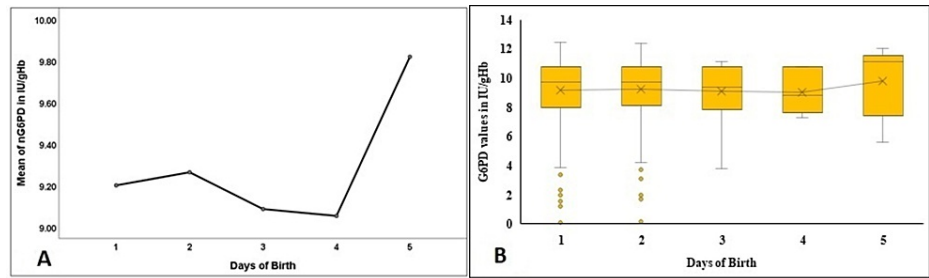 10.00
9.80
9.60
9.40
9.20
9.00
Mean of nG6PD in IU/gHb
1 2 3 4 5
Days of Birth
A
14
12
10
8
6
4
2
0
G6PD values in IU/gHb
1 2 3 4 5
Days of Birth
B